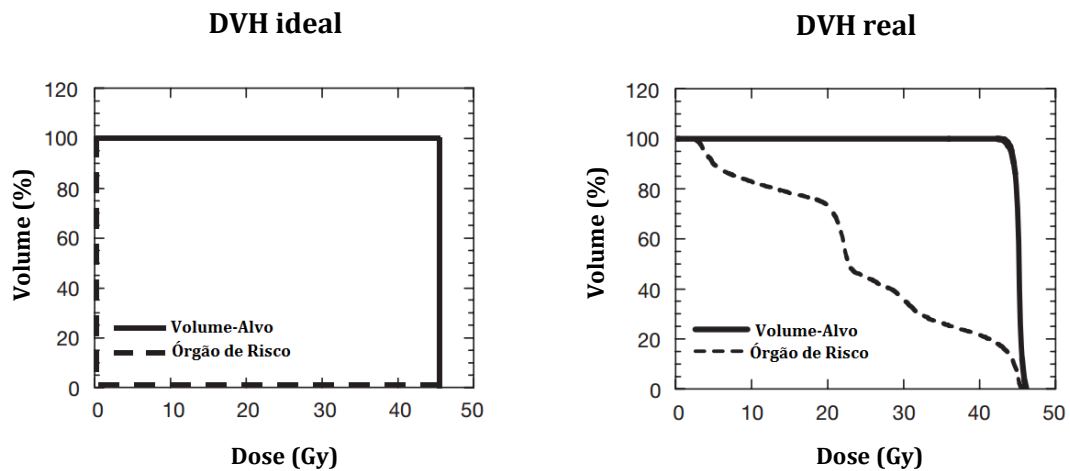 DVH ideal
120
100
80
60
40
20
0
Volume (%)
Volume-Alvo
Órgão de Risco
0 10 20 30 40 50
Dose (Gy)
DVH real
120
100
80
60
40
20
0
Volume (%)
Volume-Alvo
Órgão de Risco
0 10 20 30 40 50
Dose (Gy)